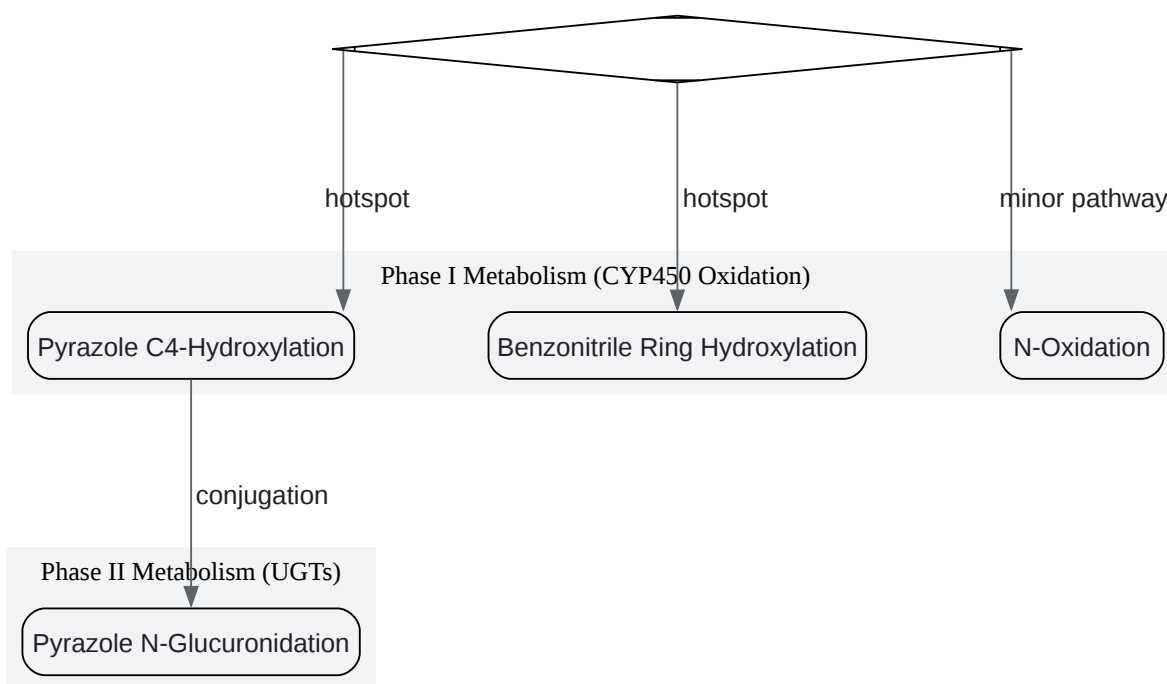 hotspot
hotspot
minor pathway
Phase I Metabolism (CYP450 Oxidation)
Pyrazole C4-Hydroxylation
Benzonitrile Ring Hydroxylation
N-Oxidation
conjugation
Phase II Metabolism (UGTs)
Pyrazole N-Glucuronidation